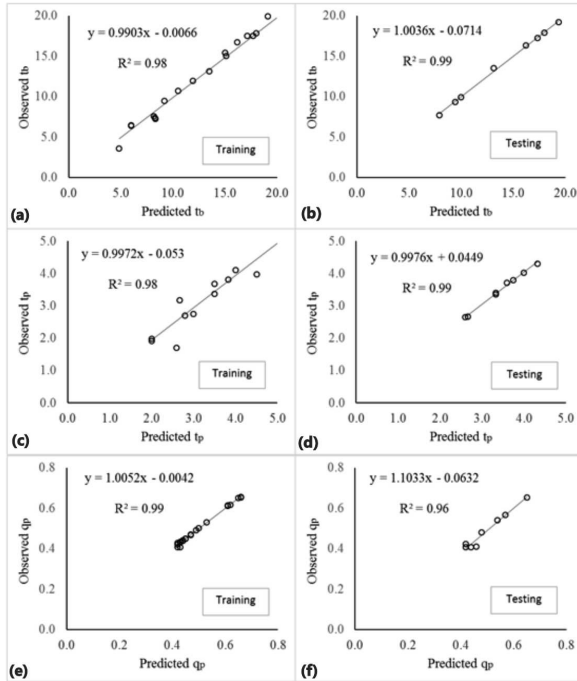 20.0
15.0
10.0
5.0
0.0
Observed tb
y = 0.9903x - 0.0066
R² = 0.98
Training
0.0 5.0 10.0 15.0 20.0
Predicted tb
(a)
20.0
15.0
10.0
5.0
0.0
Observed tb
y = 1.0036x - 0.0714
R² = 0.99
Testing
0.0 5.0 10.0 15.0 20.0
Predicted tb
(b)
5.0
4.0
3.0
2.0
1.0
0.0
Observed tp
y = 0.9972x - 0.053
R² = 0.98
Training
0.0 1.0 2.0 3.0 4.0 5.0
Predicted tp
(c)
5.0
4.0
3.0
2.0
1.0
0.0
Observed tp
y = 0.9976x + 0.0449
R² = 0.99
Testing
0.0 1.0 2.0 3.0 4.0 5.0
Predicted tp
(d)
0.8
0.6
0.4
0.2
0.0
Observed qp
y = 1.0052x - 0.0042
R² = 0.99
Training
0.0 0.2 0.4 0.6 0.8
Predicted qp
(e)
0.8
0.6
0.4
0.2
0.0
Observed qp
y = 1.1033x - 0.0632
R² = 0.96
Testing
0.0 0.2 0.4 0.6 0.8
Predicted qp
(f)